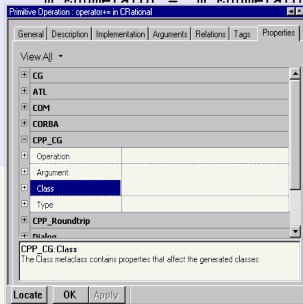 Primitive Operation : operator+= in CRational
General Description Implementation Arguments Relations Tags Properties
View All
CG
ATL
COM
CORBA
CPP_CG
Operation
Argument
Class
Type
CPP_Roundtrip
Dialog
CPP_CG:Class
The Class metaclass contains properties that affect the generated classes.
Locate OK Apply